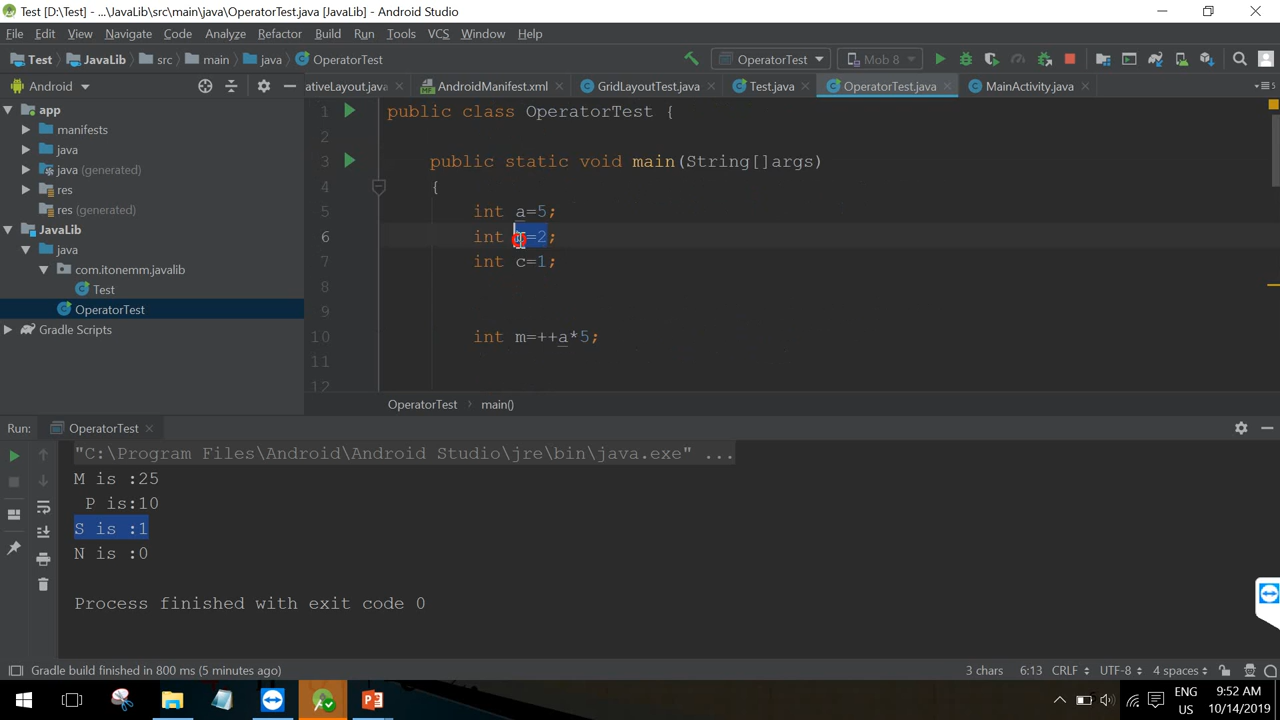 Test [D:\Test] - ...\JavaLib\src\main\java\OperatorTest.java [JavaLib] - Android Studio
File Edit View Navigate Code Analyze Refactor Build Run Tools VCS Window Help
Test JavaLib src main java OperatorTest OperatorTest Mob 8
Android ativeLayout.java AndroidManifest.xml GridLayoutTest.java Test.java OperatorTest.java MainActivity.java
app
manifests
java
java (generated)
res
res (generated)
JavaLib
java
com.itonemm.javalib
Test
OperatorTest
Gradle Scripts
1 public class OperatorTest {
2
3 public static void main(String[]args)
4 {
5 int a=5;
6 int =2;
7 int c=1;
8
9
10 int m=++a*5;
11
12
OperatorTest main()
Run: OperatorTest
"C:\Program Files\Android\Android Studio\jre\bin\java.exe" ...
M is :25
P is:10
S is :1
N is :0
Process finished with exit code 0
Gradle build finished in 800 ms (5 minutes ago) 3 chars 6:13 CRLF UTF-8 4 spaces
ENG
US
9:52 AM
10/14/2019